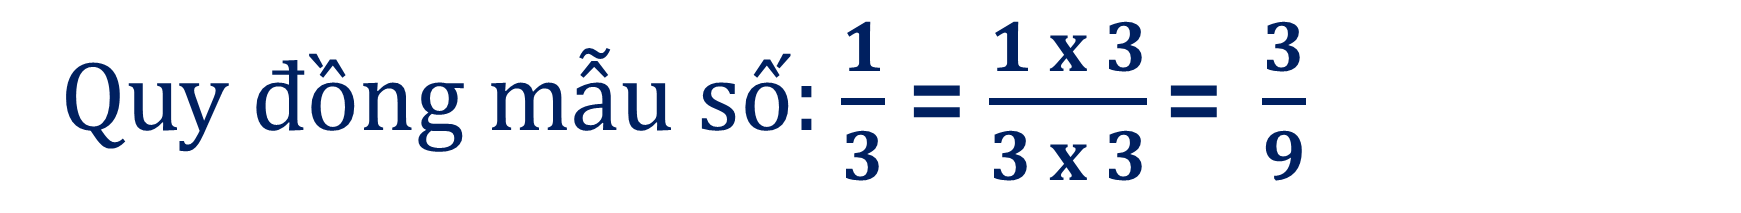 Quy đồng mẫu số: 1/3 = 1 x 3/3 x 3 = 3/9